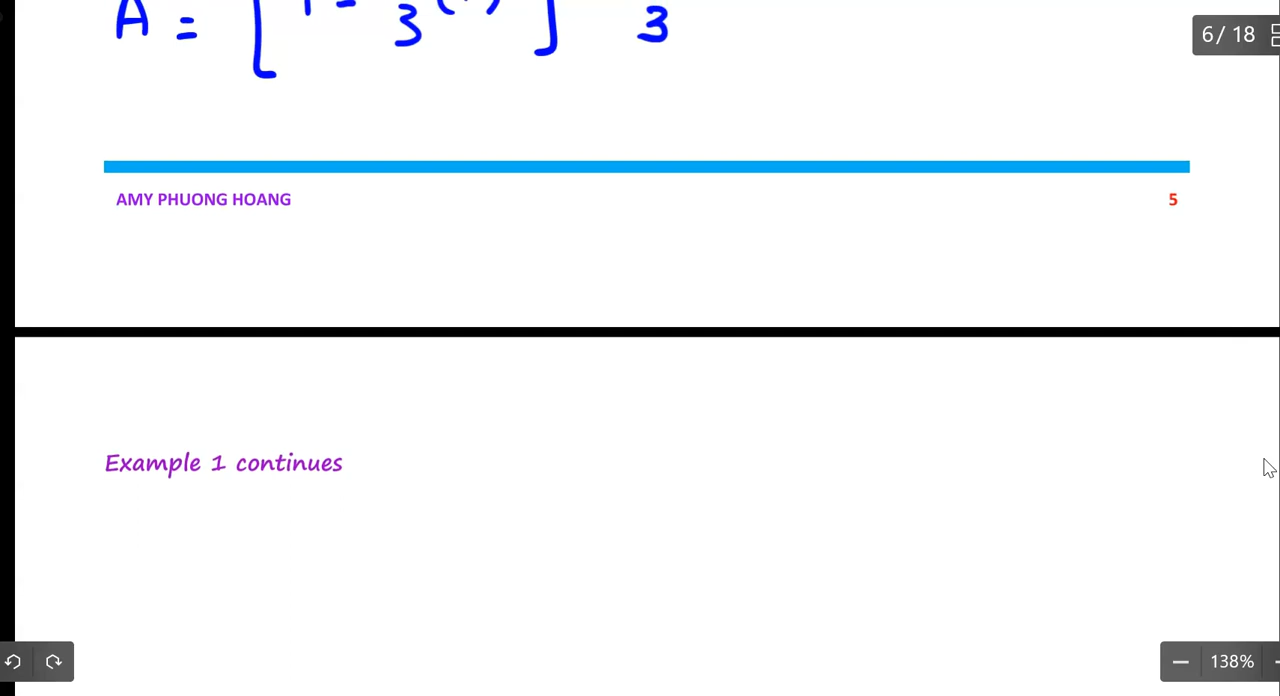 6 / 18
A = [ 3 ] 3
AMY PHUONG HOANG
5
Example 1 continues
138%